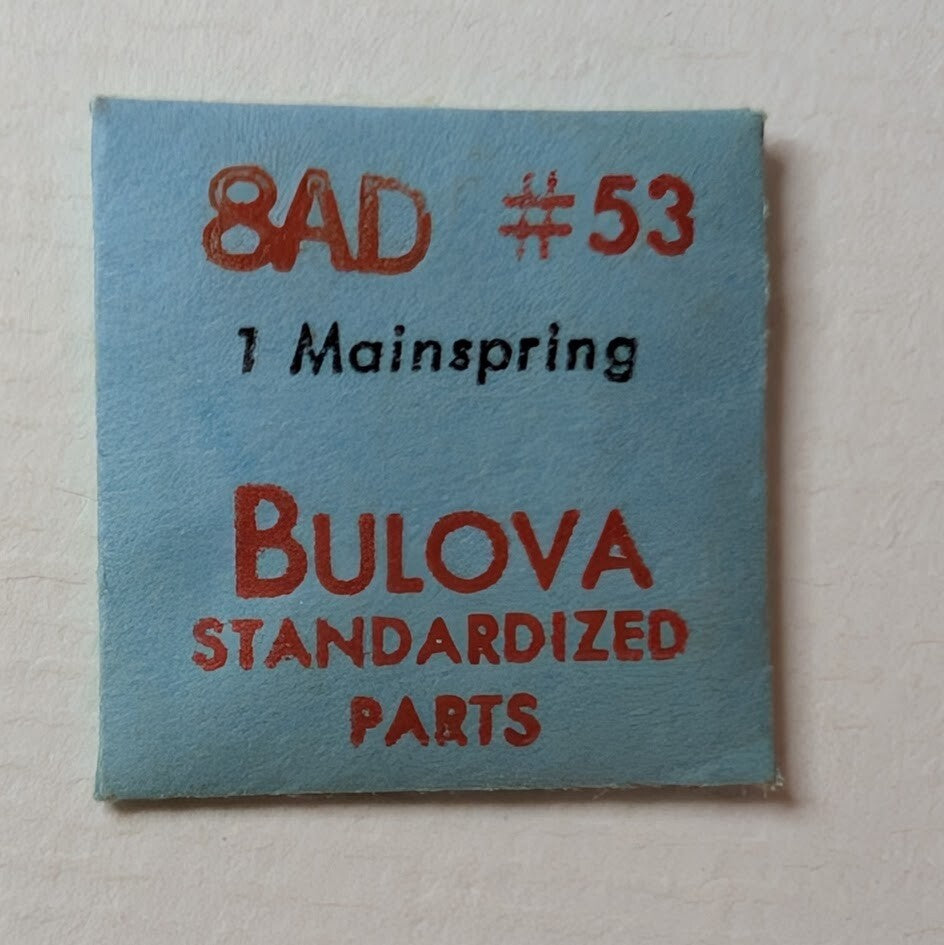 8AD #53
1 Mainspring
BULOVA
STANDARDIZED
PARTS